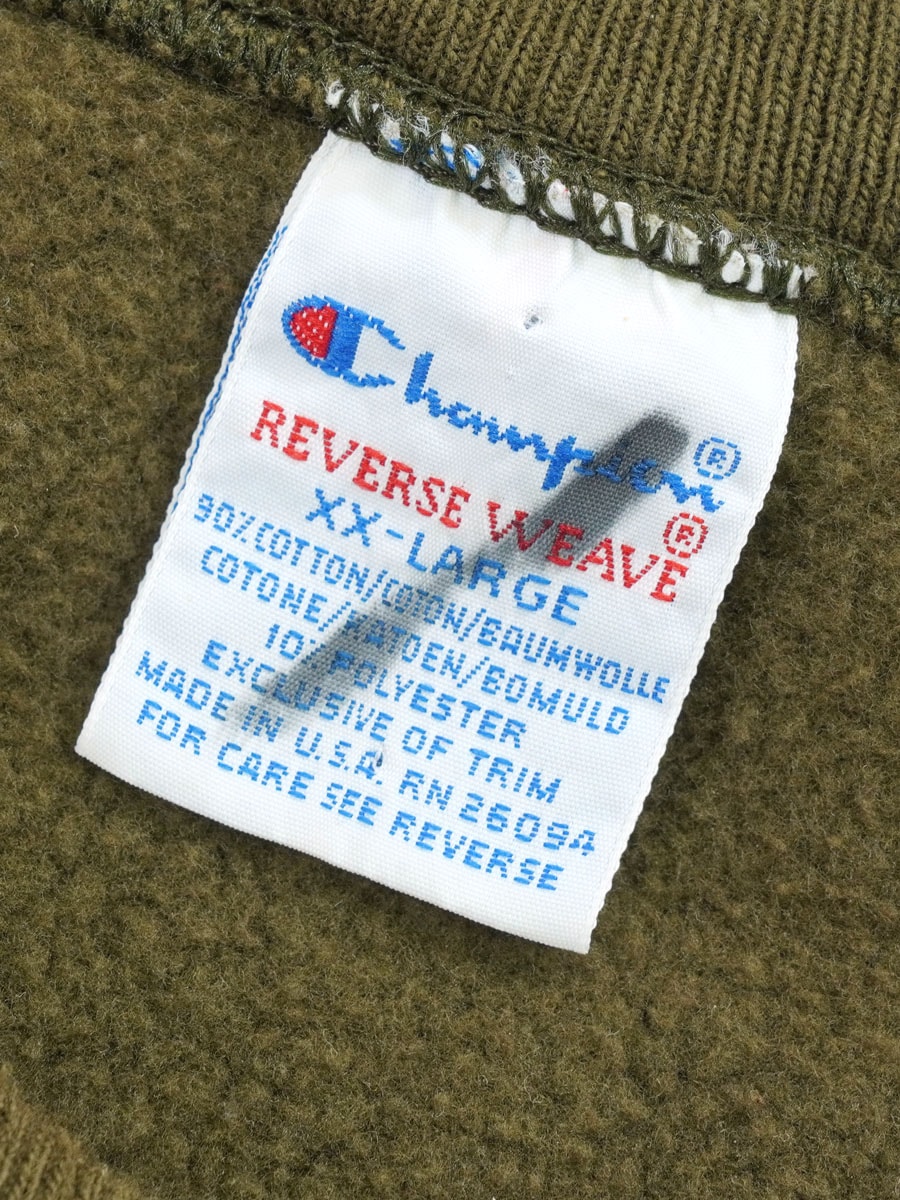 Champion®
REVERSE WEAVE®
XX-LARGE
90%COTTON/COTON/BAUMWOLLE
COTONE/KATOEN/BOMULD
10% POLYESTER
EXCLUSIVE OF TRIM
MADE IN U.S.A. RN 26094
FOR CARE SEE REVERSE